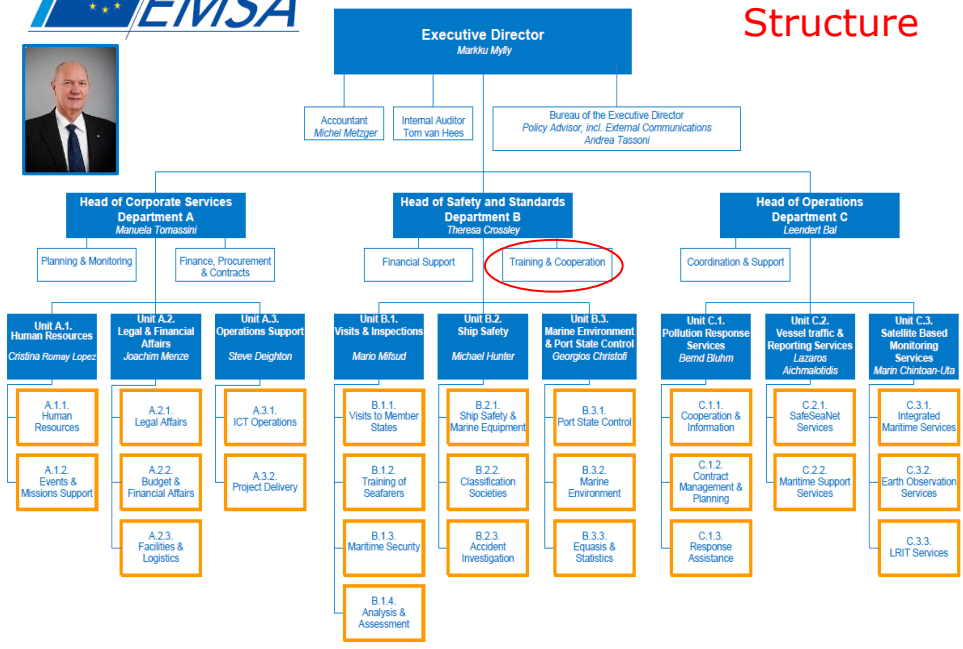 EMSA
Structure
Executive Director
Markku Mylly
Accountant
Michel Metzger
Internal Auditor
Tom van Hees
Bureau of the Executive Director
Policy Advisor, incl. External Communications
Andrea Tassoni
Head of Corporate Services
Department A
Manuela Tomassini
Head of Safety and Standards
Department B
Theresa Crossley
Head of Operations
Department C
Leendert Bal
Planning & Monitoring
Finance, Procurement
& Contracts
Financial Support
Training & Cooperation
Coordination & Support
Unit A.1.
Human Resources
Cristina Romay Lopez
Unit A.2.
Legal & Financial
Affairs
Joachim Menze
Unit A.3.
Operations Support
Steve Deighton
Unit B.1.
Visits & Inspections
Mario Mifsud
Unit B.2.
Ship Safety
Michael Hunter
Unit B.3.
Marine Environment
& Port State Control
Georgios Christofi
Unit C.1.
Pollution Response
Services
Bernd Bluhm
Unit C.2.
Vessel traffic &
Reporting Services
Lazaros
Aichmalotidis
Unit C.3.
Satellite Based
Monitoring
Services
Marin Chintoan-Uta
A.1.1.
Human
Resources
A.1.2.
Events &
Missions Support
A.2.1.
Legal Affairs
A.2.2.
Budget &
Financial Affairs
A.2.3.
Facilities &
Logistics
A.3.1.
ICT Operations
A.3.2.
Project Delivery
B.1.1.
Visits to Member
States
B.1.2.
Training of
Seafarers
B.1.3.
Maritime Security
B.1.4.
Analysis &
Assessment
B.2.1.
Ship Safety &
Marine Equipment
B.2.2.
Classification
Societies
B.2.3.
Accident
Investigation
B.3.1.
Port State Control
B.3.2.
Marine
Environment
B.3.3.
Equasis &
Statistics
C.1.1.
Cooperation &
Information
C.1.2.
Contract
Management &
Planning
C.1.3.
Response
Assistance
C.2.1.
SafeSeaNet
Services
C.2.2.
Maritime Support
Services
C.3.1.
Integrated
Maritime Services
C.3.2.
Earth Observation
Services
C.3.3.
LRIT Services